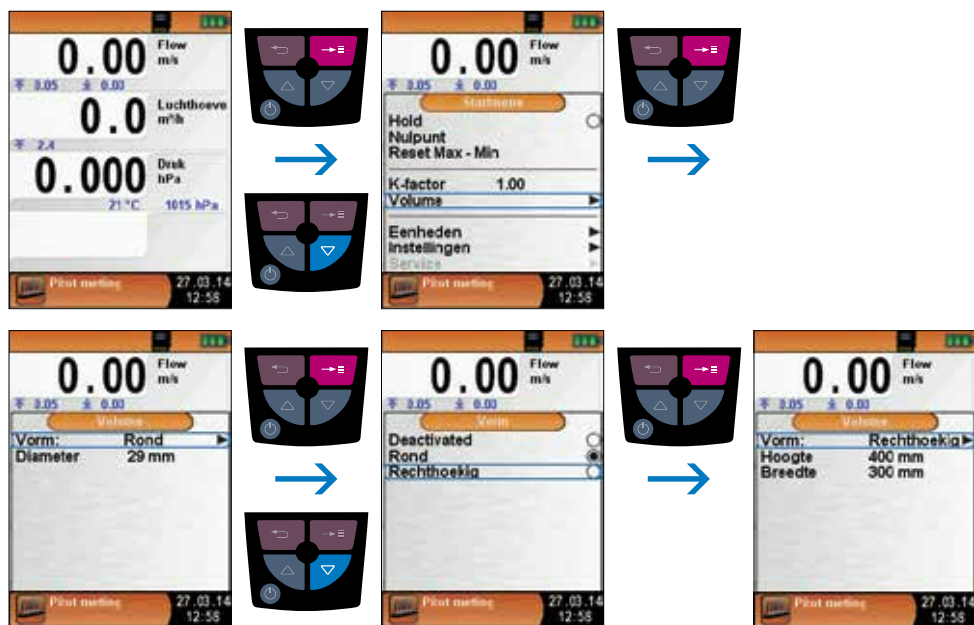 0.00 Flow m/s
0.05 0.00
0.0 Luchthoeve m³/h
2.4
0.000 Druk hPa
21 °C 1015 hPa
Pitot meting 27.03.14
12:58
0.00 Flow m/s
0.05 0.00
Startmenu
Hold
Nulpunt
Reset Max - Min
K-factor 1.00
Volume
Eenheden
Instellingen
Service
Pitot meting 27.03.14
12:58
0.00 Flow m/s
0.05 0.00
Volume
Vorm: Rond
Diameter 29 mm
Pitot meting 27.03.14
12:58
0.00 Flow m/s
0.05 0.00
Vorm
Deactivated
Rond
Rechthoekig
Pitot meting 27.03.14
12:58
0.00 Flow m/s
0.05 0.00
Volume
Vorm: Rechthoekig
Hoogte 400 mm
Breedte 300 mm
Pitot meting 27.03.14
12:58